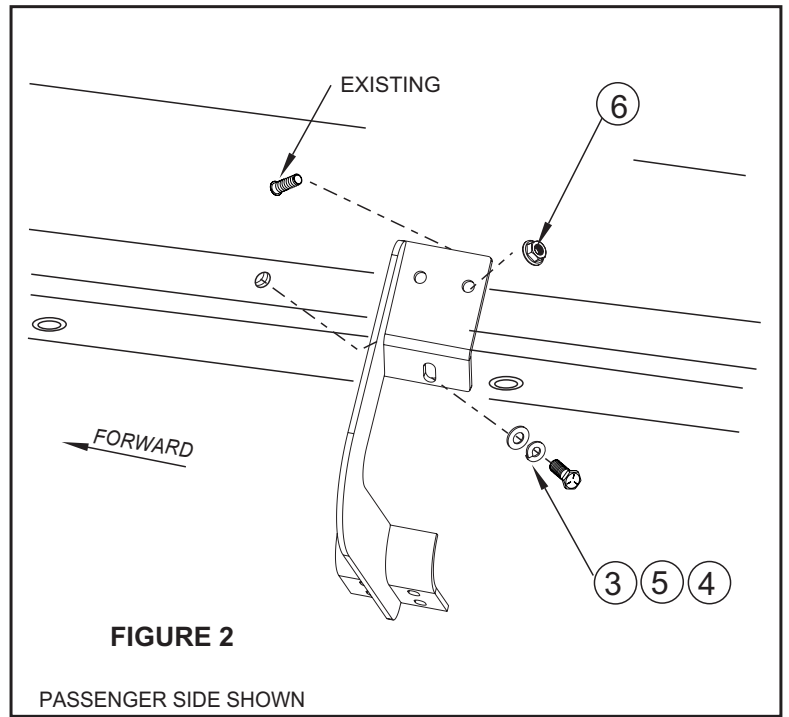 EXISTING
6
FORWARD
3 5 4
FIGURE 2
PASSENGER SIDE SHOWN